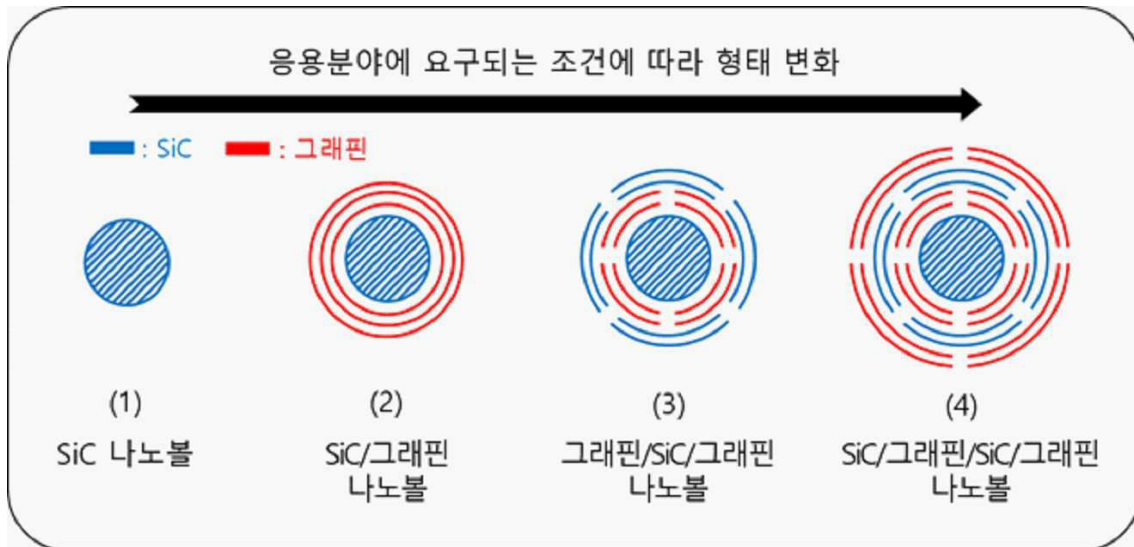 응용분야에 요구되는 조건에 따라 형태 변화
: SiC : 그래핀
(1) (2) (3) (4)
SiC 나노볼 SiC/그래핀 그래핀/SiC/그래핀 SiC/그래핀/SiC/그래핀
나노볼 나노볼 나노볼